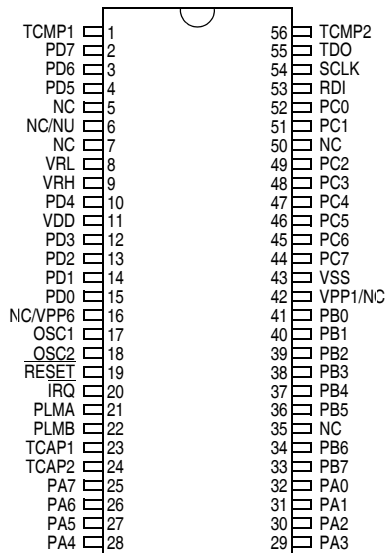 TCMP1 1 56 TCMP2
PD7 2 55 TDO
PD6 3 54 SCLK
PD5 4 53 RDI
NC 5 52 PC0
NC/NU 6 51 PC1
NC 7 50 NC
VRL 8 49 PC2
VRH 9 48 PC3
PD4 10 47 PC4
VDD 11 46 PC5
PD3 12 45 PC6
PD2 13 44 PC7
PD1 14 43 VSS
PD0 15 42 VPP1/NC
NC/VPP6 16 41 PB0
OSC1 17 40 PB1
OSC2 18 39 PB2
RESET 19 38 PB3
IRQ 20 37 PB4
PLMA 21 36 PB5
PLMB 22 35 NC
TCAP1 23 34 PB6
TCAP2 24 33 PB7
PA7 25 32 PA0
PA6 26 31 PA1
PA5 27 30 PA2
PA4 28 29 PA3